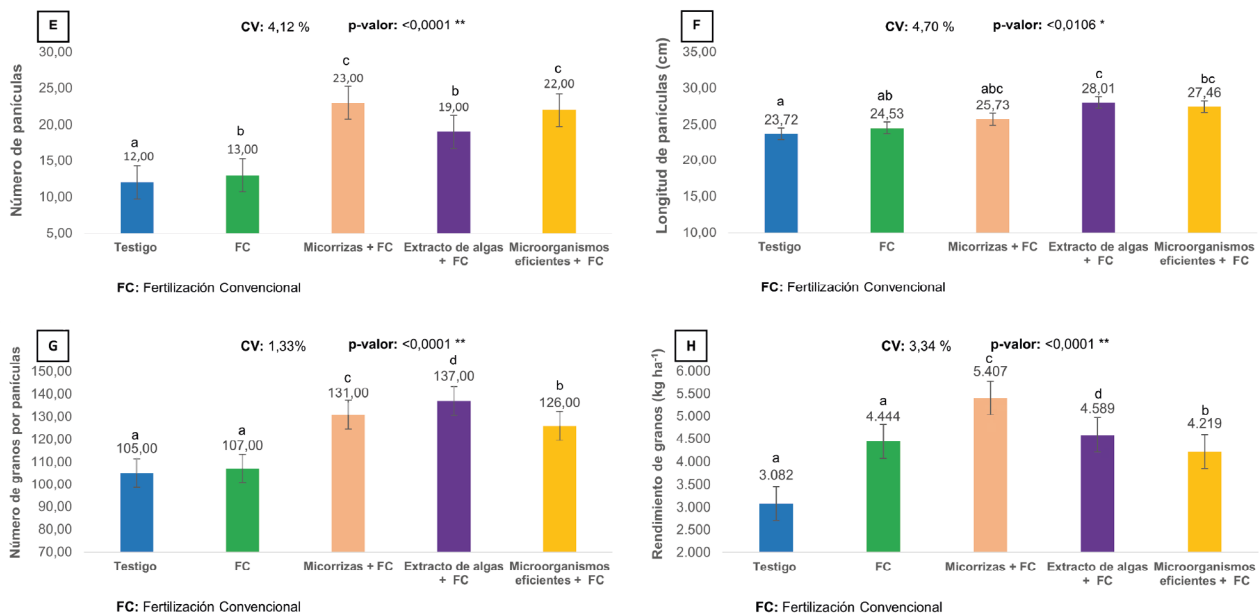 E
CV: 4,12 % p-valor: <0,0001 **
Número de panículas
30,00
25,00
20,00
15,00
10,00
5,00
a
12,00
b
13,00
c
23,00
b
19,00
c
22,00
Testigo FC Micorrizas + FC Extracto de algas Microorganismos
+ FC eficientes + FC
FC: Fertilización Convencional
F
CV: 4,70 % p-valor: <0,0106 *
Longitud de panículas (cm)
35,00
30,00
25,00
20,00
15,00
10,00
a
23,72
ab
24,53
abc
25,73
c
28,01
bc
27,46
Testigo FC Micorrizas + FC Extracto de algas Microorganismos
+ FC eficientes + FC
FC: Fertilización Convencional
G
CV: 1,33% p-valor: <0,0001 **
Número de granos por panículas
150,00
140,00
130,00
120,00
110,00
100,00
90,00
80,00
70,00
a
105,00
a
107,00
c
131,00
d
137,00
b
126,00
Testigo FC Micorrizas + FC Extracto de algas Microorganismos
+ FC eficientes + FC
FC: Fertilización Convencional
H
CV: 3,34 % p-valor: <0,0001 **
Rendimiento de granos (kg ha⁻¹)
6.000
5.500
5.000
4.500
4.000
3.500
3.000
2.500
2.000
a
3.082
a
4.444
c
5.407
d
4.589
b
4.219
Testigo FC Micorrizas + FC Extracto de algas Microorganismos
+ FC eficientes + FC
FC: Fertilización Convencional